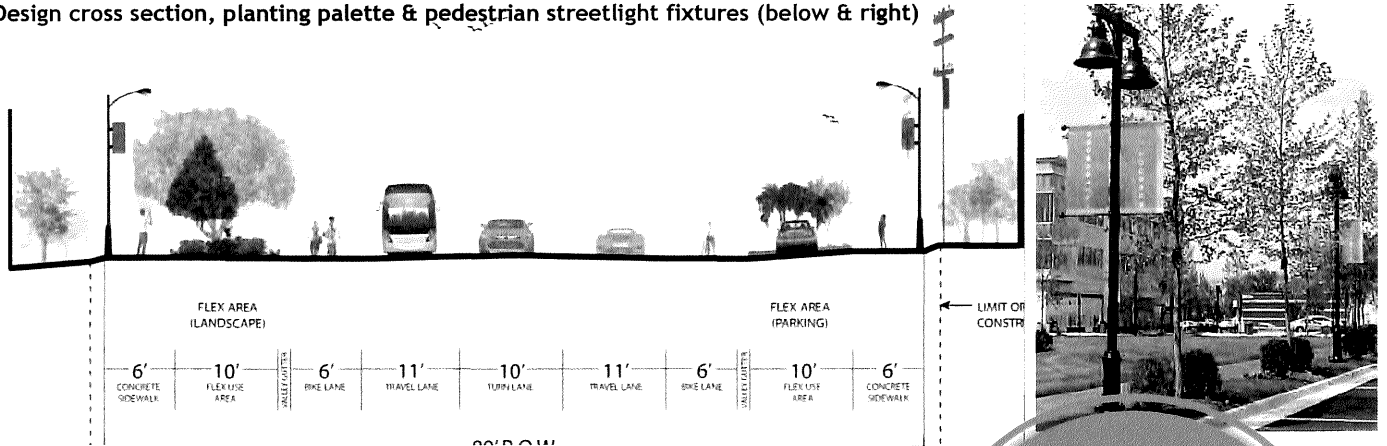 Design cross section, planting palette & pedestrian streetlight fixtures (below & right)
FLEX AREA
(LANDSCAPE)
FLEX AREA
(PARKING)
LIMIT OF
CONSTR
6' 10' 6' 11' 10' 11' 6' 10' 6'
CONCRETE
SIDEWALK
FLEX USE
AREA
VALLEY GUTTER
BIKE LANE
TRAVEL LANE
TURN LANE
TRAVEL LANE
BIKE LANE
VALLEY GUTTER
FLEX USE
AREA
CONCRETE
SIDEWALK
80' R.O.W.